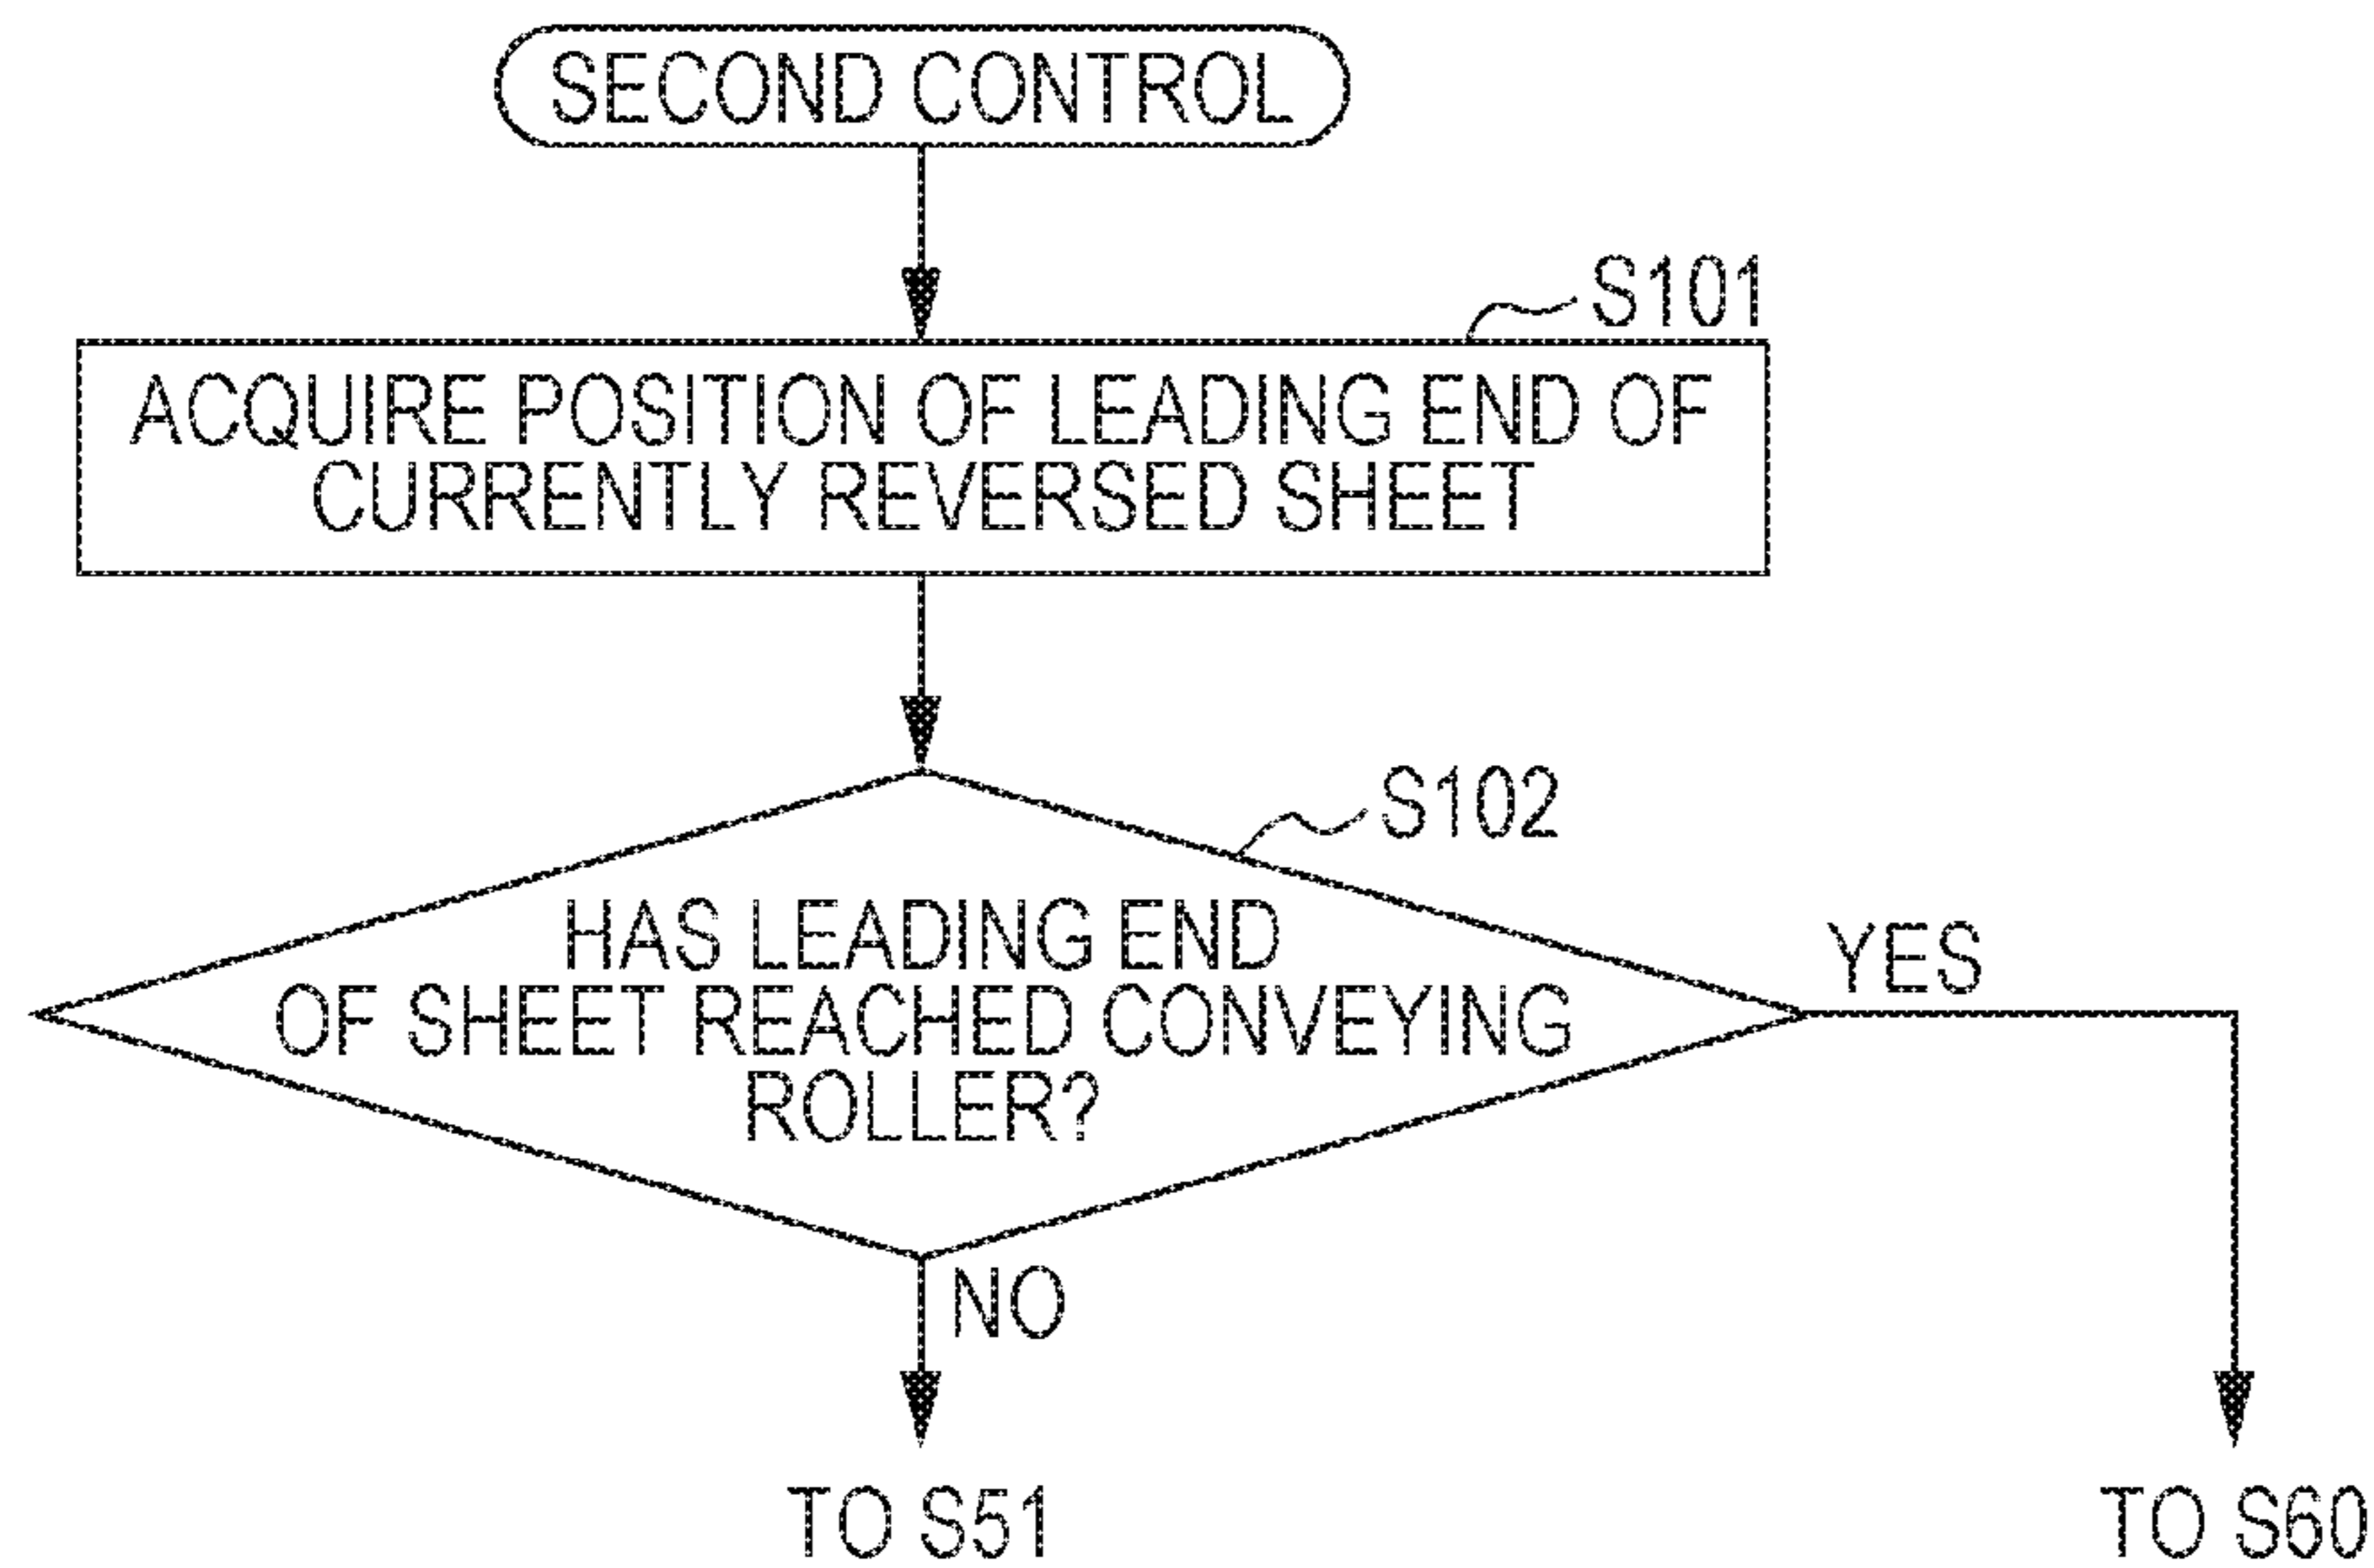 SECOND CONTROL
S101
ACQUIRE POSITION OF LEADING END OF
CURRENTLY REVERSED SHEET
S102
HAS LEADING END
OF SHEET REACHED CONVEYING
ROLLER?
YES
NO
TO S51
TO S60